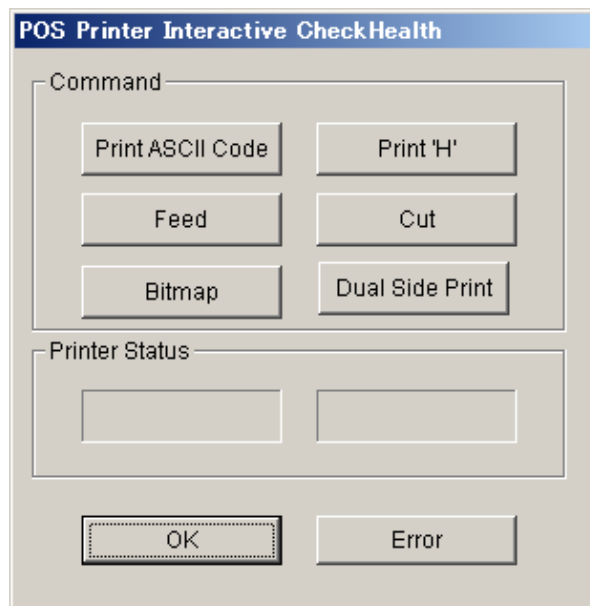 POS Printer Interactive CheckHealth
Command
Print ASCII Code
Print 'H'
Feed
Cut
Bitmap
Dual Side Print
Printer Status
OK
Error